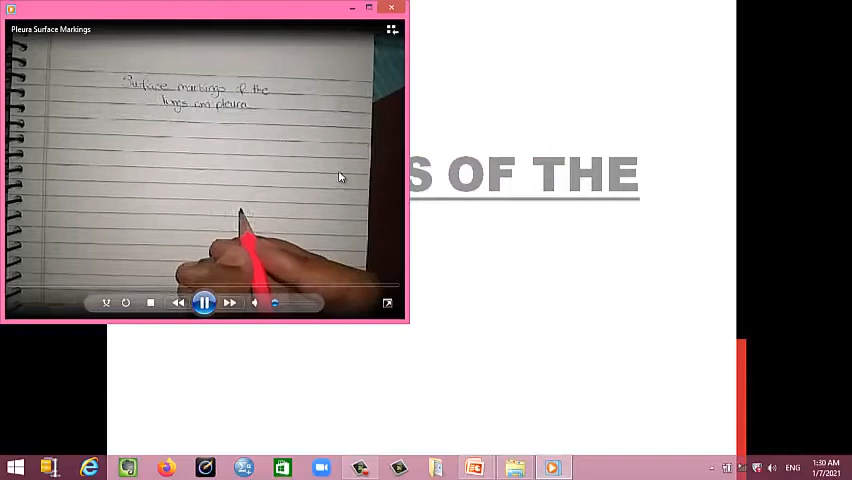 Pleura Surface Markings
Surface markings of the
lungs and pleura
S OF THE
ENG
1:30 AM
1/7/2021